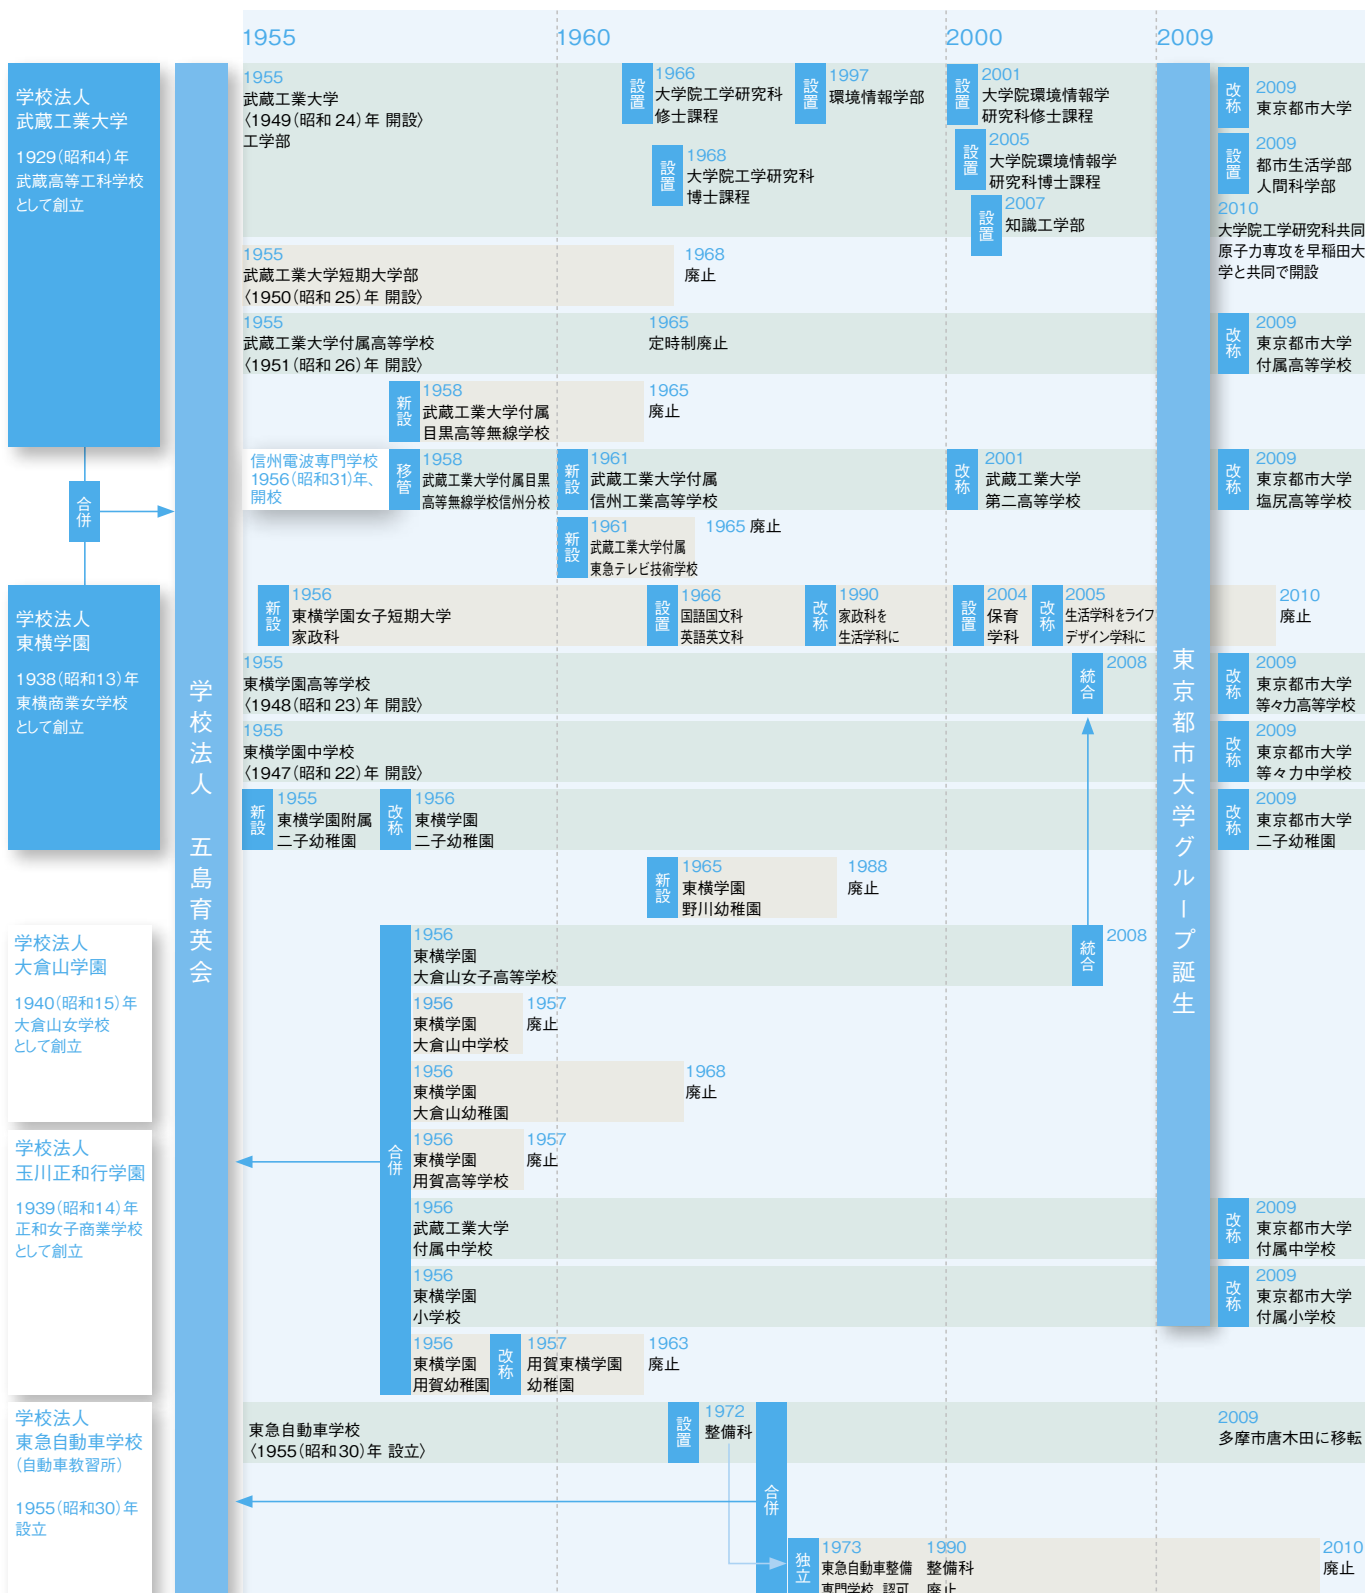 1955
1960
2000
2009
学校法人
武蔵工業大学
1929(昭和4)年
武蔵高等工科学校
として創立
合併
学校法人
東横学園
1938(昭和13)年
東横商業女学校
として創立
学校法人
大倉山学園
1940(昭和15)年
大倉山女学校
として創立
学校法人
玉川正和行学園
1939(昭和14)年
正和女子商業学校
として創立
学校法人
東急自動車学校
(自動車教習所)
1955(昭和30)年
設立
学校法人 五島育英会
1955
武蔵工業大学
〈1949(昭和24)年 開設〉
工学部
設置
1966
大学院工学研究科
修士課程
設置
1968
大学院工学研究科
博士課程
設置
1997
環境情報学部
設置
2001
大学院環境情報学
研究科修士課程
設置
2005
大学院環境情報学
研究科博士課程
設置
2007
知識工学部
改称
2009
東京都市大学
設置
2009
都市生活学部
人間科学部
2010
大学院工学研究科共同
原子力専攻を早稲田大
学と共同で開設
1955
武蔵工業大学短期大学部
〈1950(昭和25)年 開設〉
1968
廃止
1955
武蔵工業大学付属高等学校
〈1951(昭和26)年 開設〉
1965
定時制廃止
改称
2009
東京都市大学
付属高等学校
新設
1958
武蔵工業大学付属
目黒高等無線学校
1965
廃止
信州電波専門学校
1956(昭和31)年、
開校
移管
1958
武蔵工業大学付属目黒
高等無線学校信州分校
新設
1961
武蔵工業大学付属
信州工業高等学校
改称
2001
武蔵工業大学
第二高等学校
改称
2009
東京都市大学
塩尻高等学校
新設
1961
武蔵工業大学付属
東急テレビ技術学校
1965 廃止
新設
1956
東横学園女子短期大学
家政科
設置
1966
国語国文科
英語英文科
改称
1990
家政科を
生活学科に
設置
2004
保育
学科
改称
2005
生活学科をライフ
デザイン学科に
2010
廃止
1955
東横学園高等学校
〈1948(昭和23)年 開設〉
統合
2008
改称
2009
東京都市大学
等々力高等学校
1955
東横学園中学校
〈1947(昭和22)年 開設〉
改称
2009
東京都市大学
等々力中学校
新設
1955
東横学園附属
二子幼稚園
改称
1956
東横学園
二子幼稚園
改称
2009
東京都市大学
二子幼稚園
新設
1965
東横学園
野川幼稚園
1988
廃止
合併
1956
東横学園
大倉山女子高等学校
統合
2008
1956
東横学園
大倉山中学校
1957
廃止
1956
東横学園
大倉山幼稚園
1968
廃止
1956
東横学園
用賀高等学校
1957
廃止
1956
武蔵工業大学
付属中学校
改称
2009
東京都市大学
付属中学校
1956
東横学園
小学校
改称
2009
東京都市大学
付属小学校
1956
東横学園
用賀幼稚園
改称
1957
用賀東横学園
幼稚園
1963
廃止
東京都市大学グループ誕生
東急自動車学校
〈1955(昭和30)年 設立〉
設置
1972
整備科
2009
多摩市唐木田に移転
合併
独立
1973
東急自動車整備
専門学校 認可
1990
整備科
廃止
2010
廃止